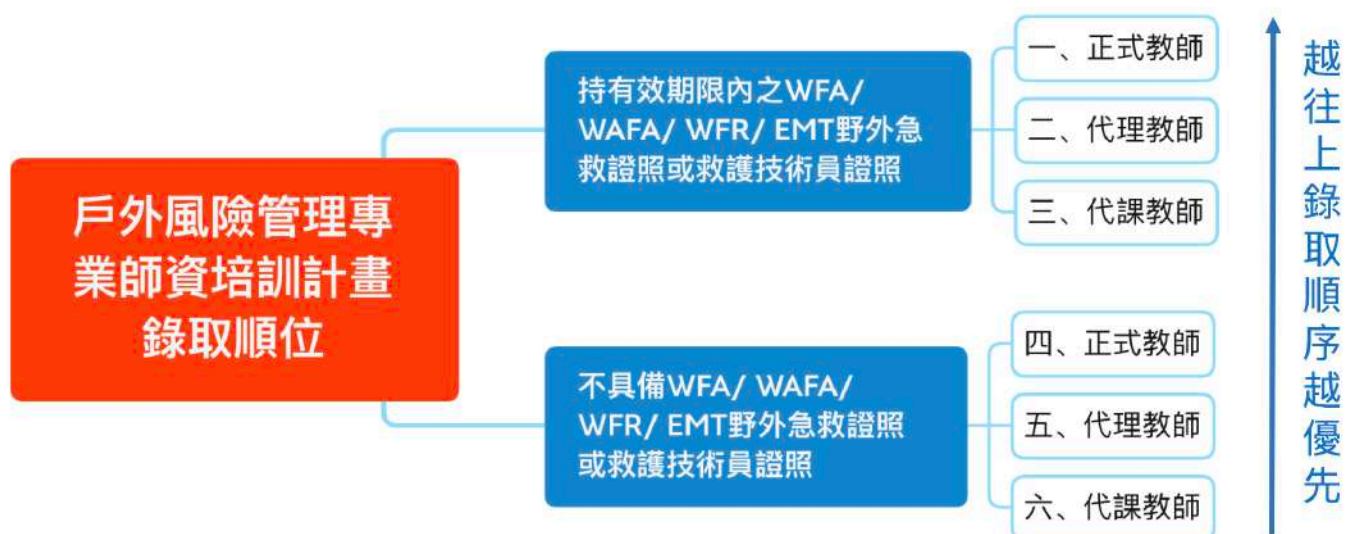 戶外風險管理專
業師資培訓計畫
錄取順位
持有效期限內之WFA/
WAFA/ WFR/ EMT野外急
救證照或救護技術員證照
一、正式教師
二、代理教師
三、代課教師
不具備WFA/ WAFA/
WFR/ EMT野外急救證照
或救護技術員證照
四、正式教師
五、代理教師
六、代課教師
越往上錄取順序越優先